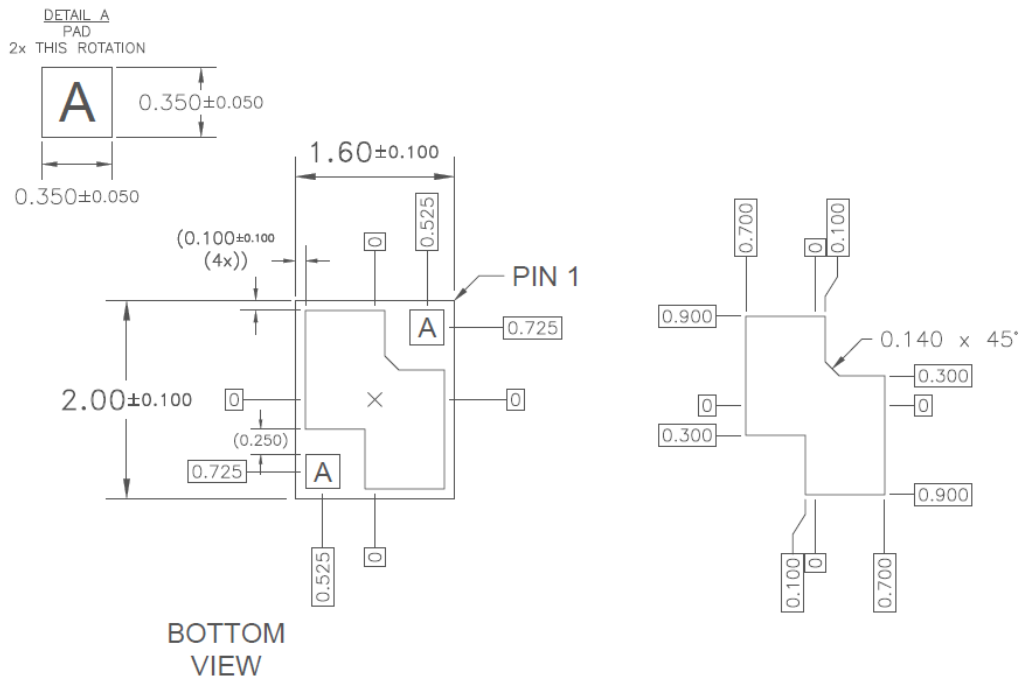 DETAIL A
PAD
2x THIS ROTATION
A
0.350±0.050
0.350±0.050
1.60±0.100
0.525
(0.100±0.100
(4x))
0
PIN 1
A
0.725
2.00±0.100
0
0
(0.250)
0.725
A
0.525
0
BOTTOM
VIEW
0.700
0
0.100
0.900
0.140 x 45°
0.300
0
0
0.300
0.900
0.100
0
0.700